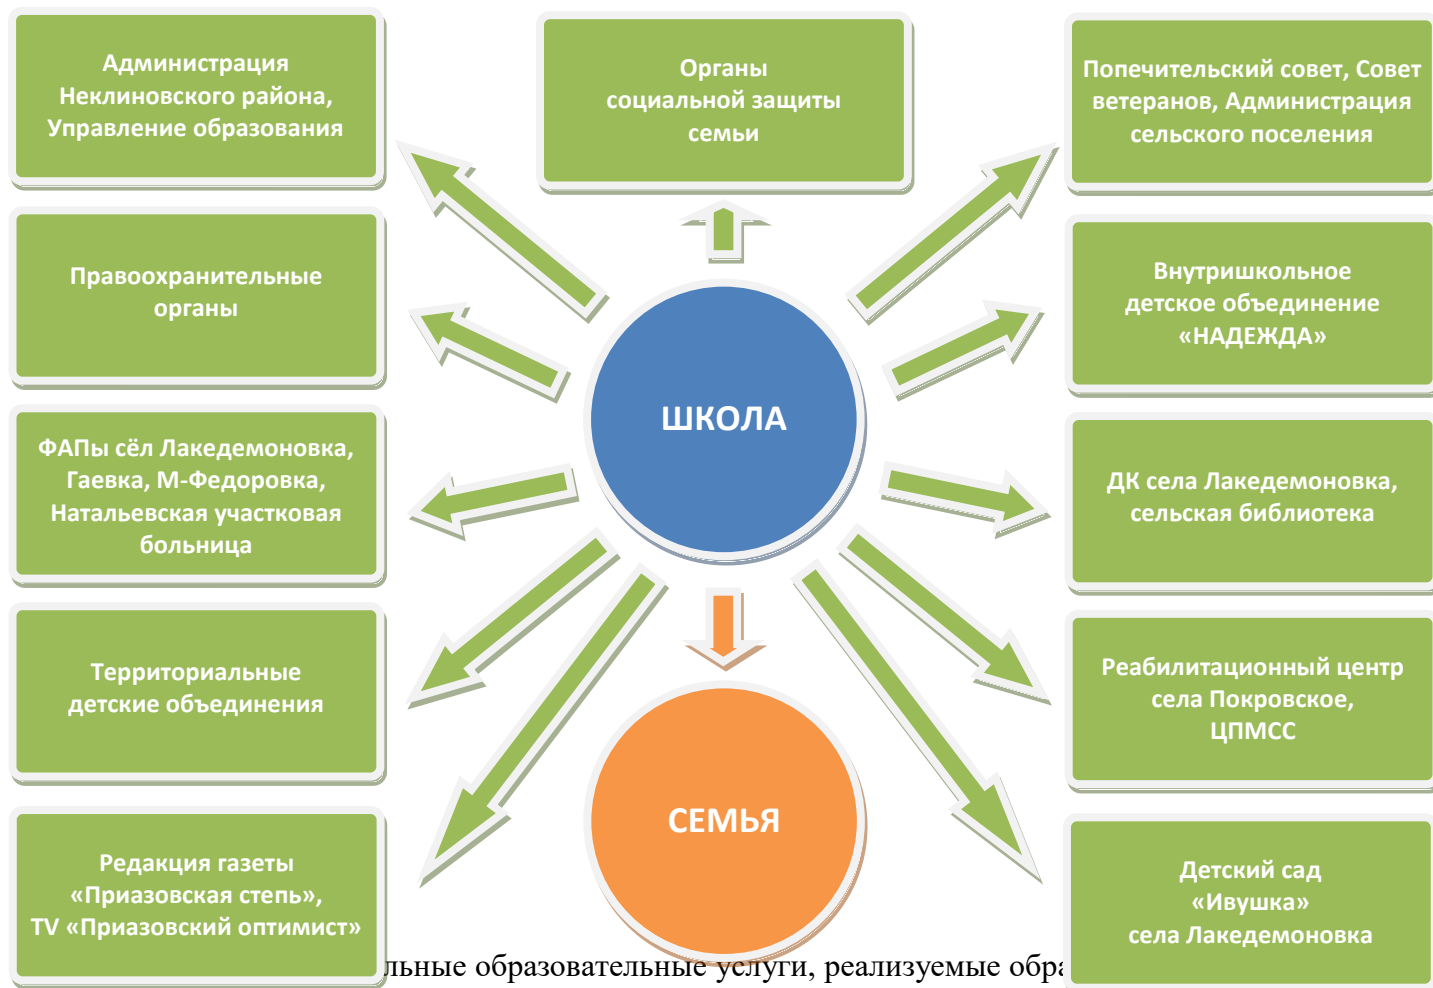 Администрация
Неклиновского района,
Управление образования
Органы
социальной защиты
семьи
Попечительский совет, Совет
ветеранов, Администрация
сельского поселения
Правоохранительные
органы
Внутришкольное
детское объединение
«НАДЕЖДА»
ШКОЛА
ФАПы сёл Лакедемоновка,
Гаевка, М-Федоровка,
Натальевская участковая
больница
ДК села Лакедемоновка,
сельская библиотека
Территориальные
детские объединения
Реабилитационный центр
села Покровское,
ЦПМСС
СЕМЬЯ
Редакция газеты
«Приазовская степь»,
TV «Приазовский оптимист»
Детский сад
«Ивушка»
села Лакедемоновка
льные образовательные услуги, реализуемые обра